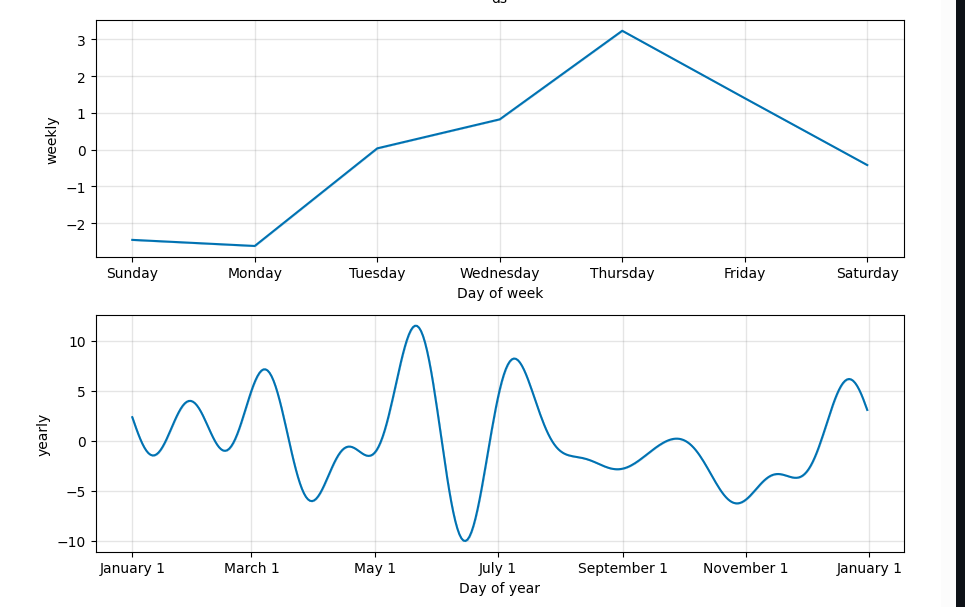 ds
3
2
1
0
−1
−2
weekly
Sunday Monday Tuesday Wednesday Thursday Friday Saturday
Day of week
10
5
0
−5
−10
yearly
January 1 March 1 May 1 July 1 September 1 November 1 January 1
Day of year